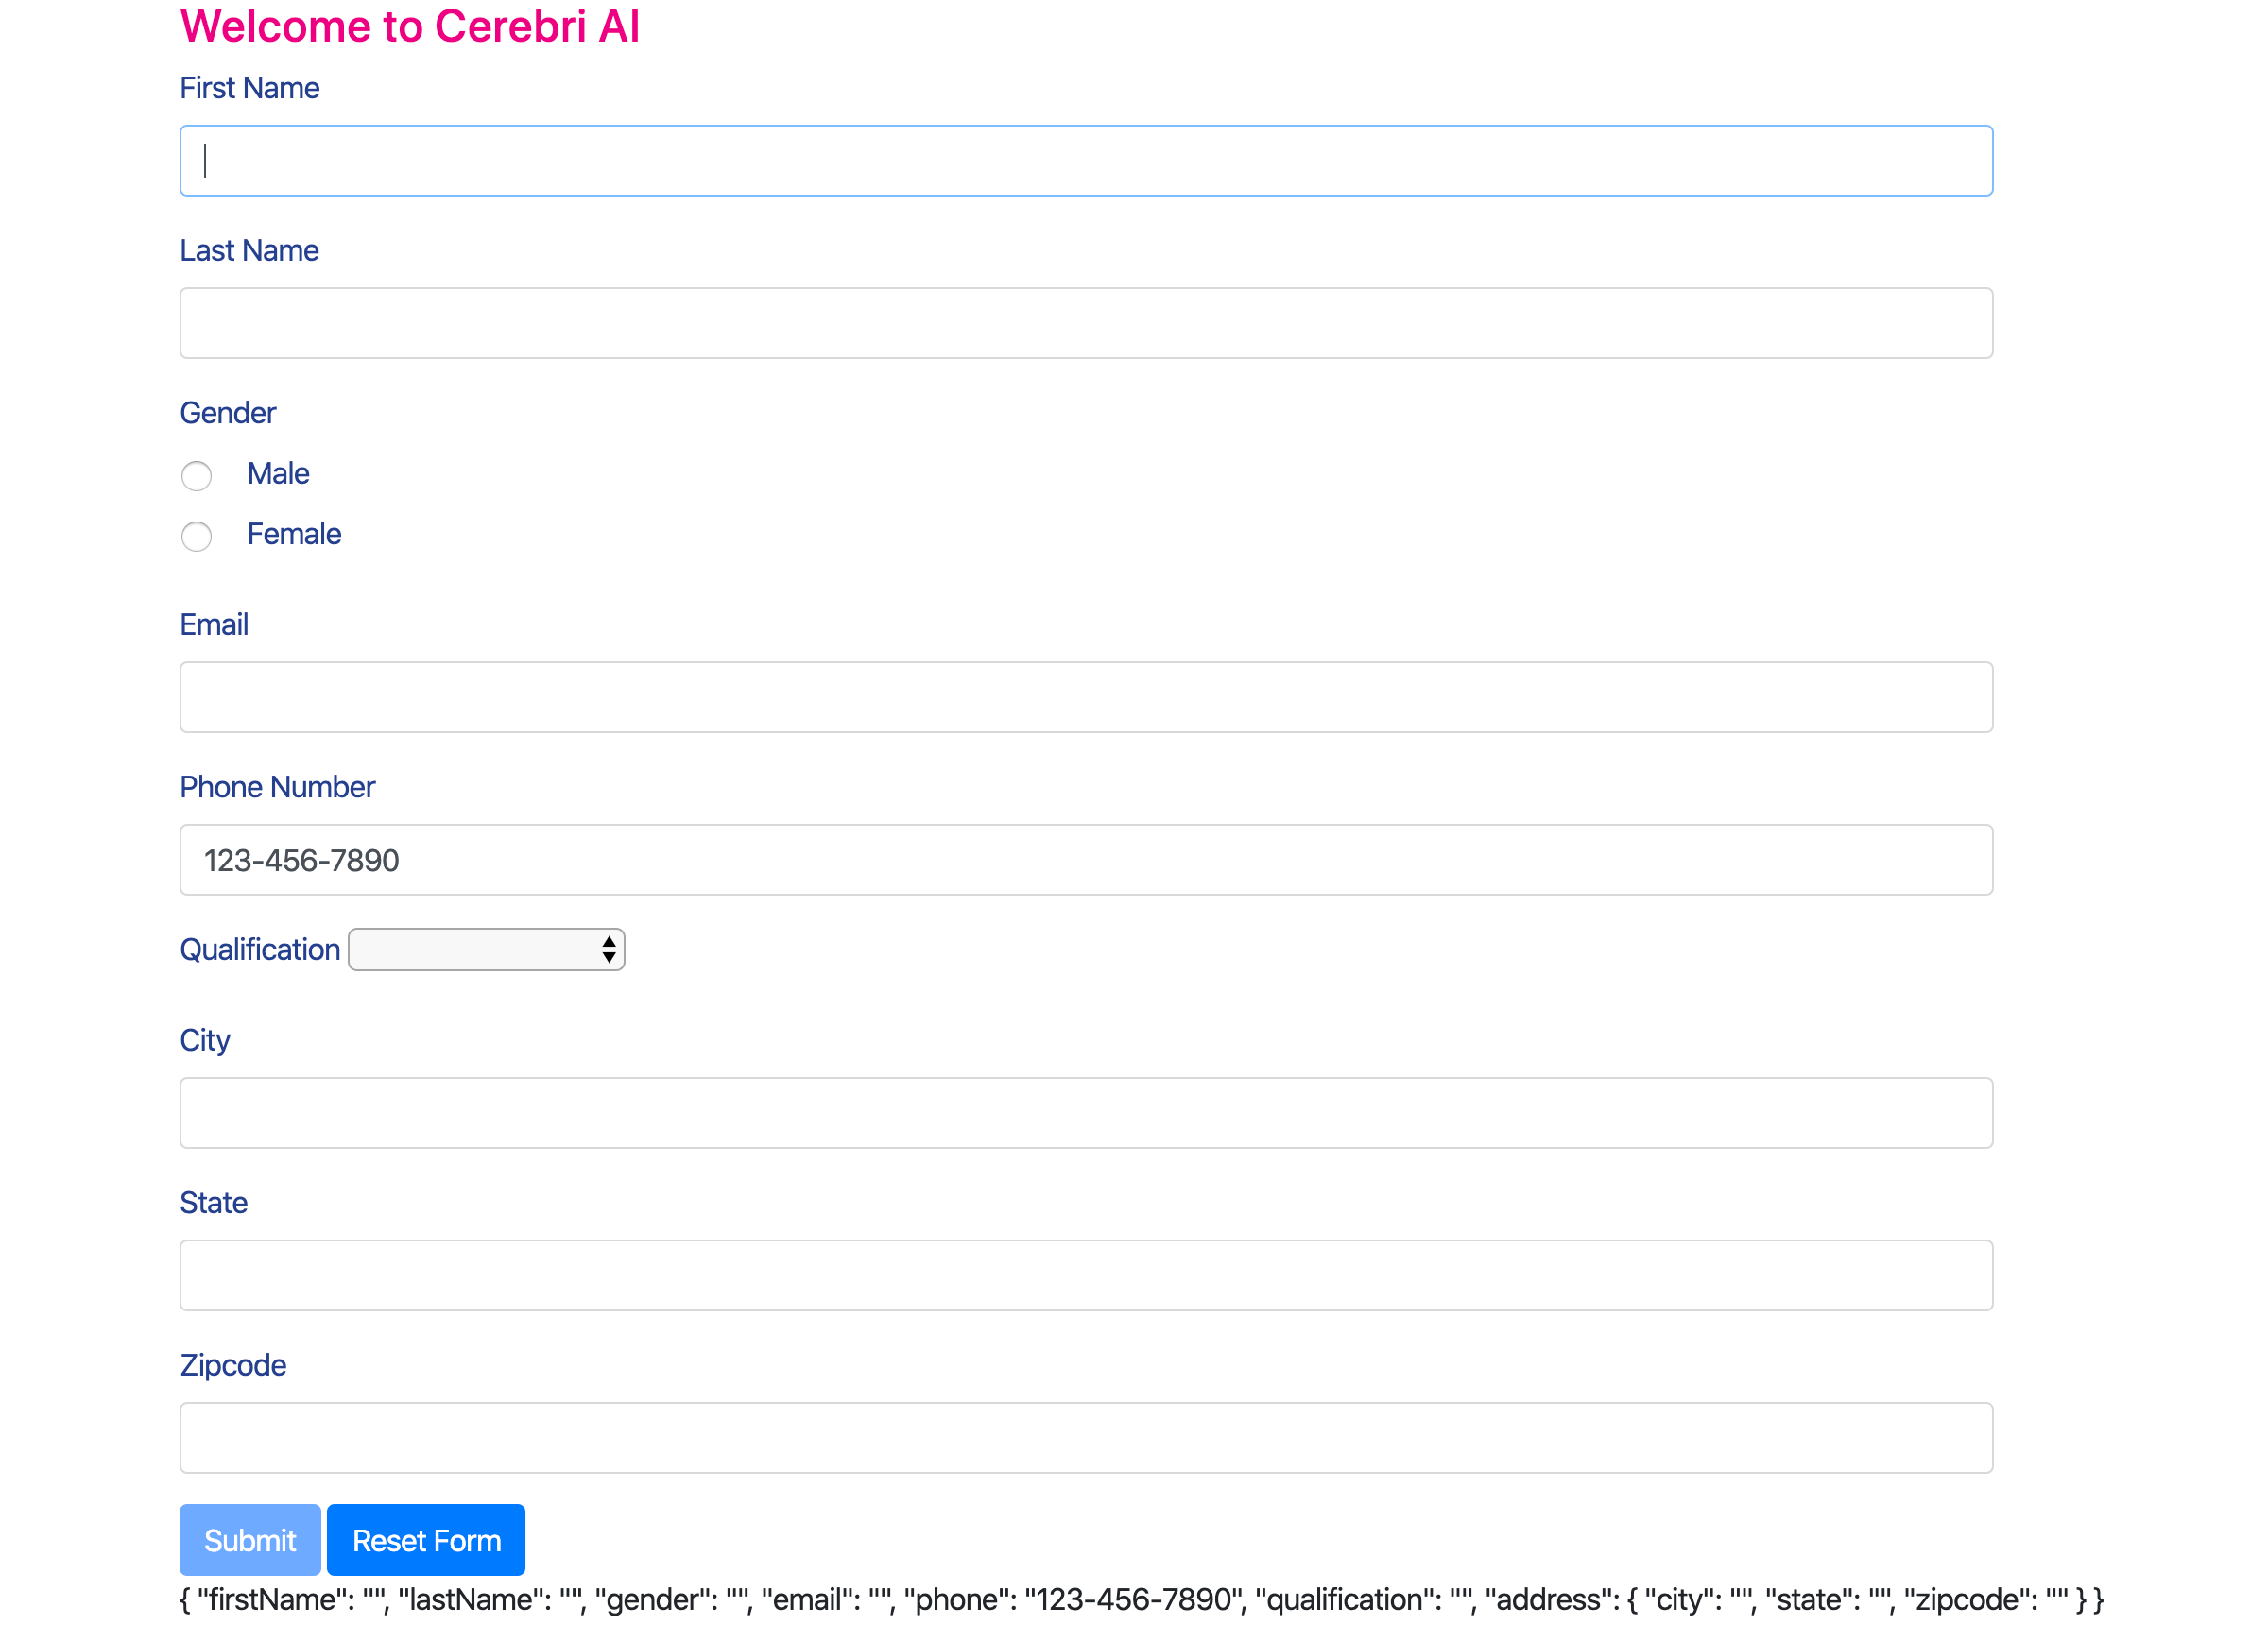 Welcome to Cerebri AI
First Name
Last Name
Gender
Male
Female
Email
Phone Number
123-456-7890
Qualification
City
State
Zipcode
Submit Reset Form
{ "firstName": "", "lastName": "", "gender": "", "email": "", "phone": "123-456-7890", "qualification": "", "address": { "city": "", "state": "", "zipcode": "" } }